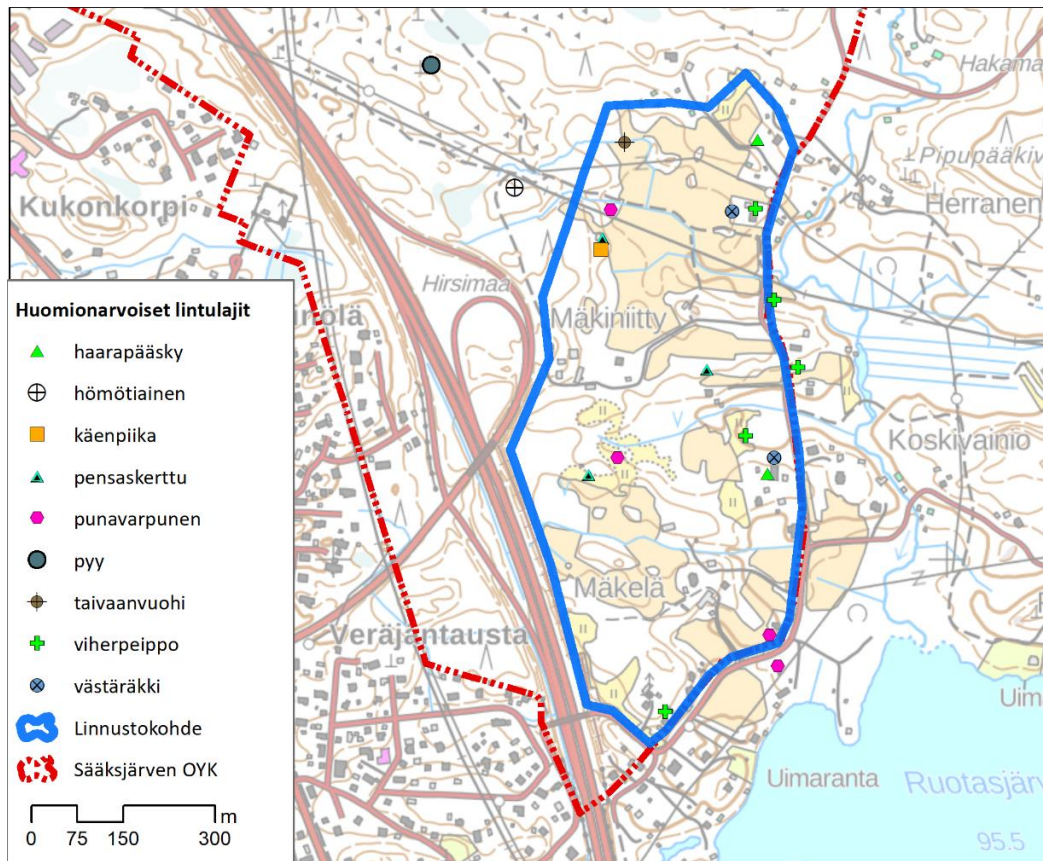 Hakama
Pipupääkiv
Kukonkorpi
Herranen
Hirsimaa
Huomionarvoiset lintulajit
nölä
Mäkiniitty
haarapääsky
hömötiainen
käenpiika
Koskivainio
pensaskerttu
punavarpunen
pyy
Mäkelä
taivaanvuohi
Veräjäntausta
viherpeippo
västäräkki
Uim
Linnustokohde
Sääksjärven OYK
Uimaranta
Ruotasjärv
0 75 150 300 m
95.5